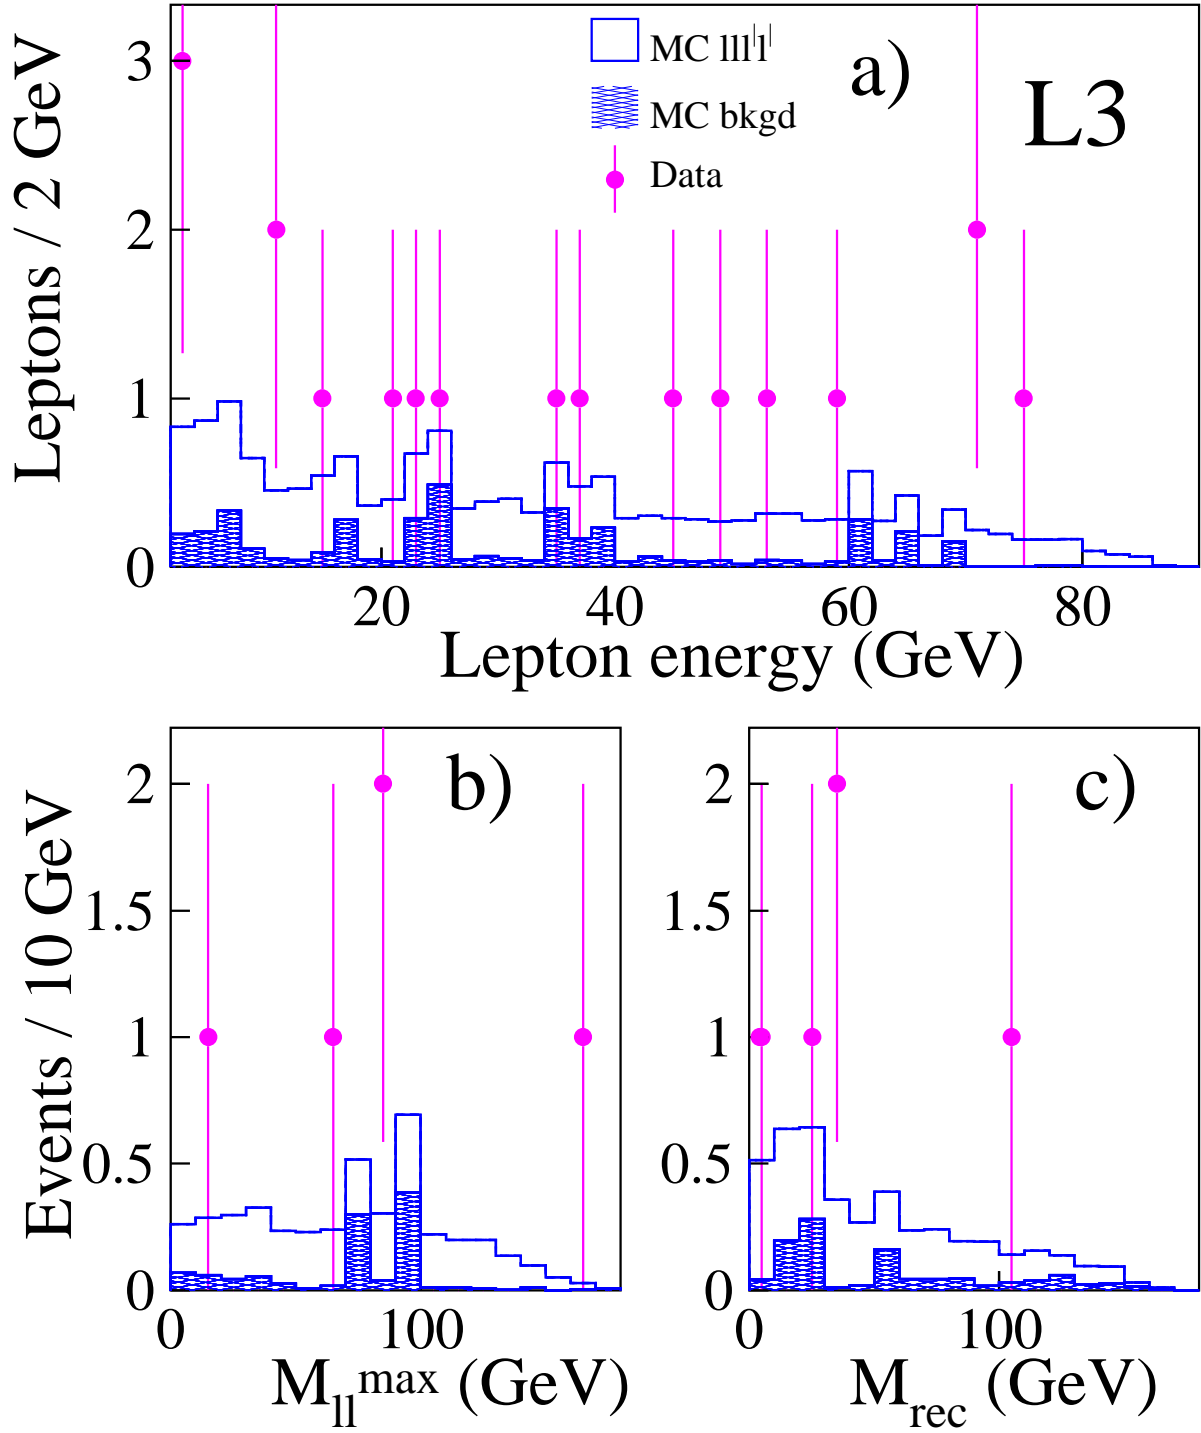 MC lll|l|
a)
L3
MC bkgd
Data
Leptons / 2 GeV
3
2
1
0
20
40
60
80
Lepton energy (GeV)
b)
Events / 10 GeV
2
1.5
1
0.5
0
0
100
Mllmax (GeV)
c)
2
1.5
1
0.5
0
0
100
Mrec (GeV)